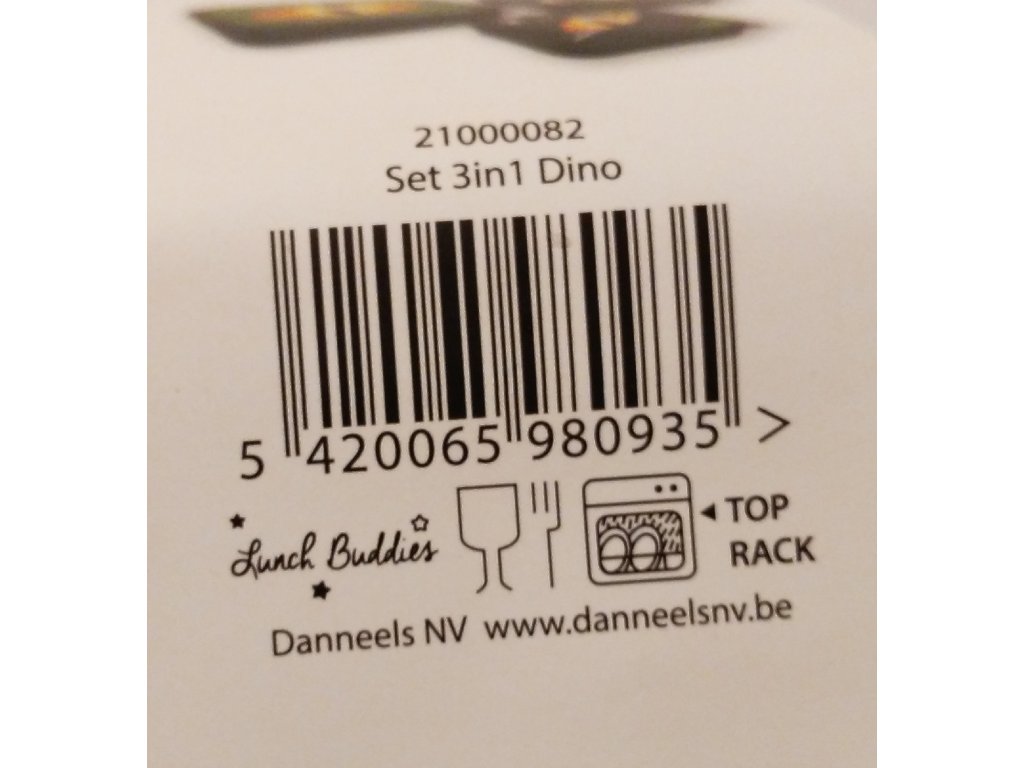 21000082
Set 3in1 Dino
5 420065 980935 >
Lunch Buddies
TOP
RACK
Danneels NV www.danneelsnv.be